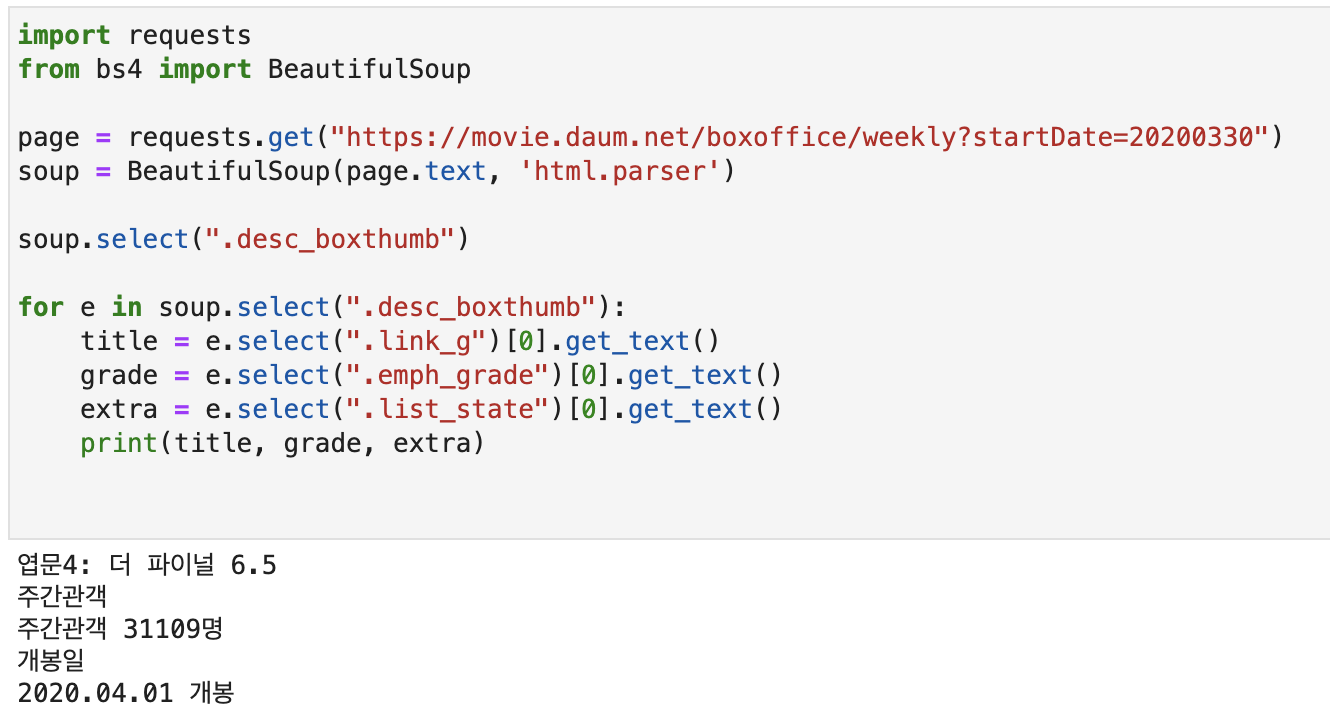 import requests
from bs4 import BeautifulSoup
page = requests.get("https://movie.daum.net/boxoffice/weekly?startDate=20200330")
soup = BeautifulSoup(page.text, 'html.parser')
soup.select(".desc_boxthumb")
for e in soup.select(".desc_boxthumb"):
    title = e.select(".link_g")[0].get_text()
    grade = e.select(".emph_grade")[0].get_text()
    extra = e.select(".list_state")[0].get_text()
    print(title, grade, extra)
엽문4: 더 파이널 6.5
주간관객
주간관객 31109명
개봉일
2020.04.01 개봉